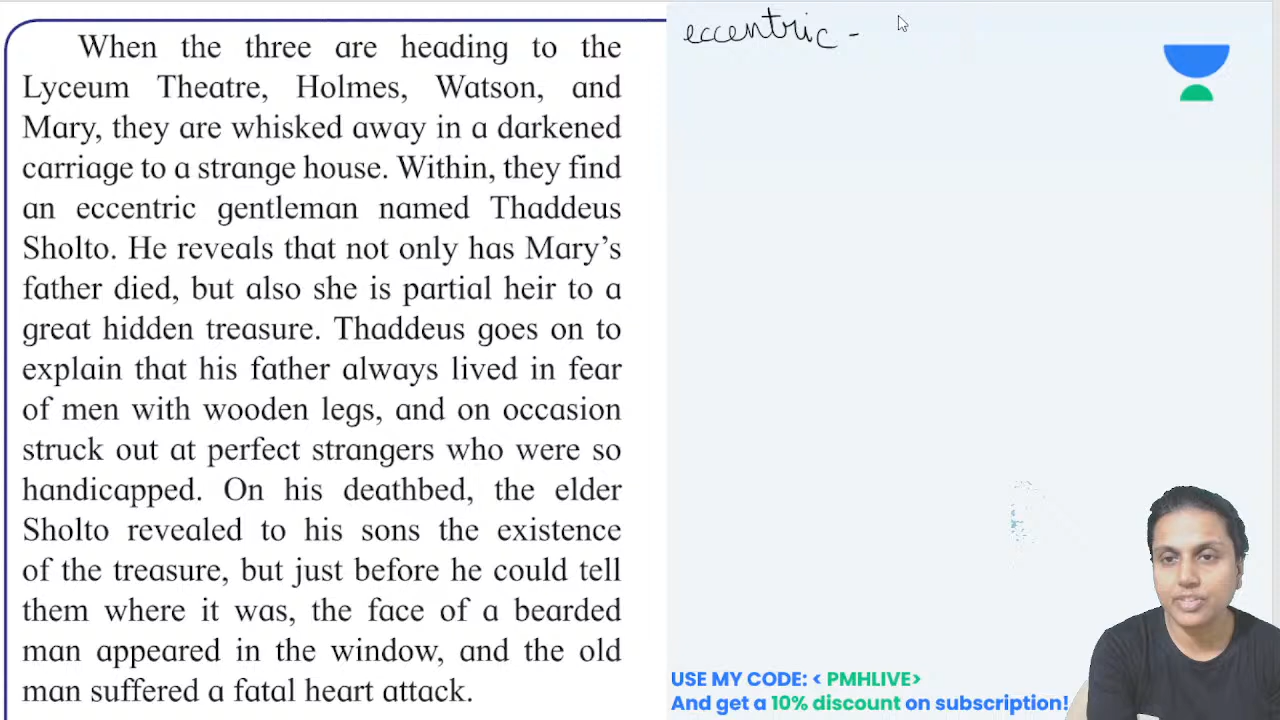 When the three are heading to the
Lyceum Theatre, Holmes, Watson, and
Mary, they are whisked away in a darkened
carriage to a strange house. Within, they find
an eccentric gentleman named Thaddeus
Sholto. He reveals that not only has Mary’s
father died, but also she is partial heir to a
great hidden treasure. Thaddeus goes on to
explain that his father always lived in fear
of men with wooden legs, and on occasion
struck out at perfect strangers who were so
handicapped. On his deathbed, the elder
Sholto revealed to his sons the existence
of the treasure, but just before he could tell
them where it was, the face of a bearded
man appeared in the window, and the old
man suffered a fatal heart attack.
eccentric -
USE MY CODE: < PMHLIVE>
And get a 10% discount on subscription!